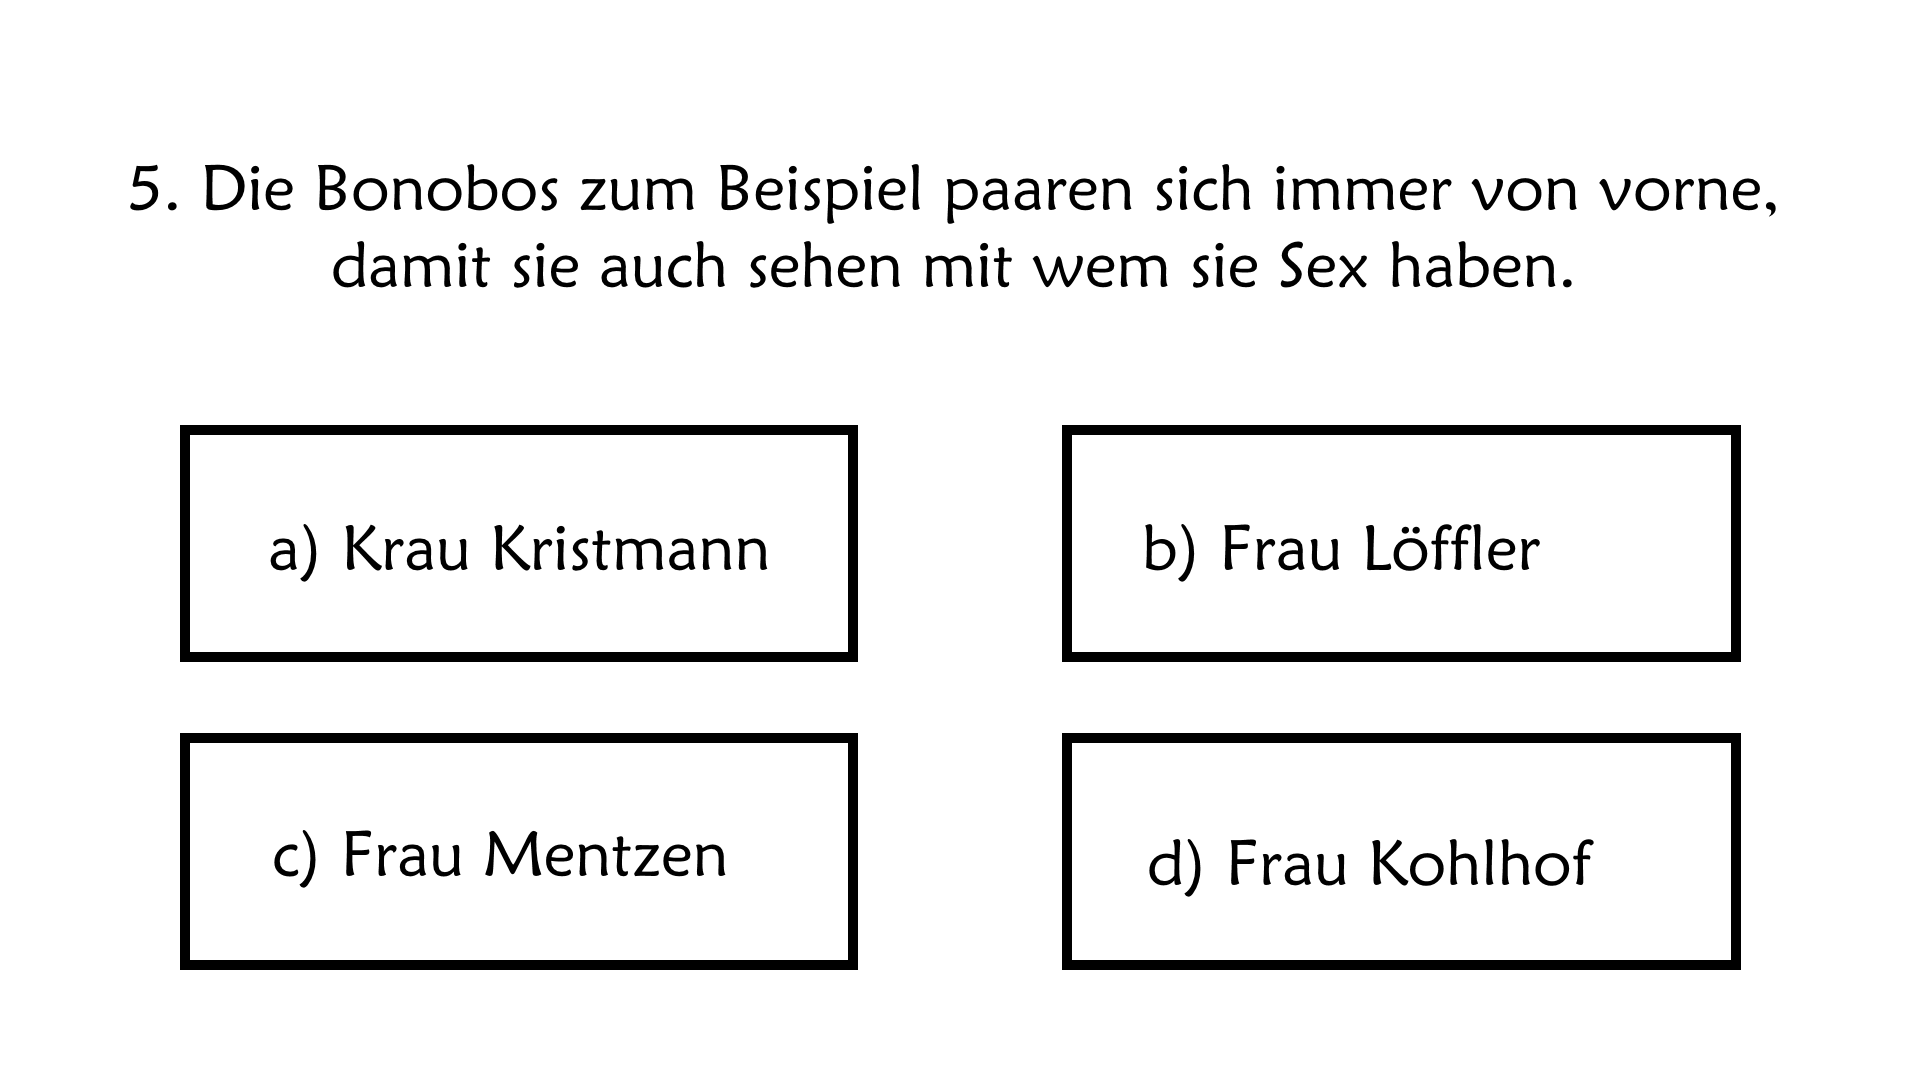 5. Die Bonobos zum Beispiel paaren sich immer von vorne,
damit sie auch sehen mit wem sie Sex haben.
a) Krau Kristmann
b) Frau Löffler
c) Frau Mentzen
d) Frau Kohlhof